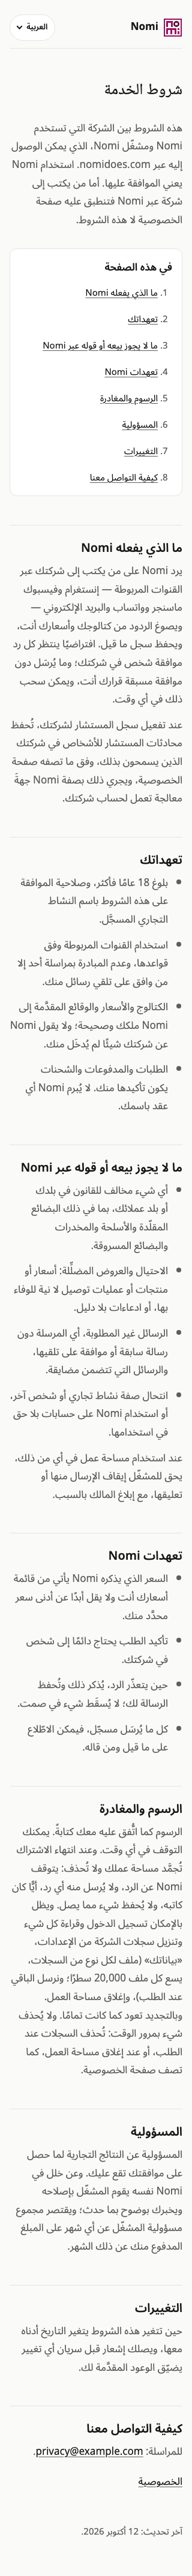 Nomi
العربية
شروط الخدمة
هذه الشروط بين الشركة التي تستخدم
Nomi ومشغّل Nomi، الذي يمكن الوصول
إليه عبر nomidoes.com. استخدام Nomi
يعني الموافقة عليها. أما من يكتب إلى
شركة عبر Nomi فتنطبق عليه صفحة
الخصوصية لا هذه الشروط.
في هذه الصفحة
1. ما الذي يفعله Nomi
2. تعهداتك
3. ما لا يجوز بيعه أو قوله عبر Nomi
4. تعهدات Nomi
5. الرسوم والمغادرة
6. المسؤولية
7. التغييرات
8. كيفية التواصل معنا
ما الذي يفعله Nomi
يرد Nomi على من يكتب إلى شركتك عبر
القنوات المربوطة — إنستغرام وفيسبوك
ماسنجر وواتساب والبريد الإلكتروني —
ويصوغ الردود من كتالوجك وأسعارك أنت،
ويحفظ سجل ما قيل. افتراضيًا ينتظر كل رد
موافقة شخص في شركتك؛ وما يُرسَل دون
موافقة مسبقة قرارك أنت، ويمكن سحب
ذلك في أي وقت.
عند تفعيل سجل المستشار لشركتك، تُحفظ
محادثات المستشار للأشخاص في شركتك
الذين يسمحون بذلك، وفق ما تصفه صفحة
الخصوصية، ويجري ذلك بصفة Nomi جهةَ
معالجة تعمل لحساب شركتك.
تعهداتك
• بلوغ 18 عامًا فأكثر، وصلاحية الموافقة
على هذه الشروط باسم النشاط
التجاري المسجَّل.
• استخدام القنوات المربوطة وفق
قواعدها، وعدم المبادرة بمراسلة أحد إلا
من وافق على تلقي رسائل منك.
• الكتالوج والأسعار والوقائع المقدَّمة إلى
Nomi ملكك وصحيحة؛ ولا يقول Nomi
عن شركتك شيئًا لم يُدخَل منك.
• الطلبات والمدفوعات والشحنات
يكون تأكيدها منك. لا يُبرم Nomi أي
عقد باسمك.
ما لا يجوز بيعه أو قوله عبر Nomi
• أي شيء مخالف للقانون في بلدك
أو بلد عملائك، بما في ذلك البضائع
المقلّدة والأسلحة والمخدرات
والبضائع المسروقة.
• الاحتيال والعروض المضلِّلة: أسعار أو
منتجات أو عمليات توصيل لا نية للوفاء
بها، أو ادعاءات بلا دليل.
• الرسائل غير المطلوبة، أي المرسلة دون
رسالة سابقة أو موافقة على تلقيها،
والرسائل التي تتضمن مضايقة.
• انتحال صفة نشاط تجاري أو شخص آخر،
أو استخدام Nomi على حسابات بلا حق
في استخدامها.
عند استخدام مساحة عمل في أي من ذلك،
يحق للمشغّل إيقاف الإرسال منها أو
تعليقها، مع إبلاغ المالك بالسبب.
تعهدات Nomi
• السعر الذي يذكره Nomi يأتي من قائمة
أسعارك أنت ولا يقل أبدًا عن أدنى سعر
محدَّد منك.
• تأكيد الطلب يحتاج دائمًا إلى شخص
في شركتك.
• حين يتعذّر الرد، يُذكر ذلك وتُحفظ
الرسالة لك؛ لا يُسقَط شيء في صمت.
• كل ما يُرسَل مسجّل، فيمكن الاطّلاع
على ما قيل ومن قاله.
الرسوم والمغادرة
الرسوم كما اتُّفق عليه معك كتابةً. يمكنك
التوقف في أي وقت. وعند انتهاء الاشتراك
تُجمَّد مساحة عملك ولا تُحذف: يتوقف
Nomi عن الرد، ولا يُرسل منه أي رد، أيًّا كان
كاتبه، ولا يُحفظ شيء مما يصل. ويظل
بالإمكان تسجيل الدخول وقراءة كل شيء
وتنزيل سجلات الشركة من الإعدادات،
«بياناتك» (ملف لكل نوع من السجلات،
يسع كل ملف 20,000 سطرًا؛ ونرسل الباقي
عند الطلب)، وإغلاق مساحة العمل.
وبالتجديد تعود كما كانت تمامًا. ولا يُحذف
شيء بمرور الوقت: تُحذف السجلات عند
الطلب، أو عند إغلاق مساحة العمل، كما
تصف صفحة الخصوصية.
المسؤولية
المسؤولية عن النتائج التجارية لما حصل
على موافقتك تقع عليك. وعن خلل في
Nomi نفسه يقوم المشغّل بإصلاحه
ويخبرك بوضوح بما حدث؛ ويقتصر مجموع
مسؤولية المشغّل عن أي شهر على المبلغ
المدفوع منك عن ذلك الشهر.
التغييرات
حين تتغير هذه الشروط يتغير التاريخ أدناه
معها، ويصلك إشعار قبل سريان أي تغيير
يضيّق الوعود المقدَّمة لك.
كيفية التواصل معنا
للمراسلة: privacy@example.com.
الخصوصية
آخر تحديث: 12 أكتوبر 2026.